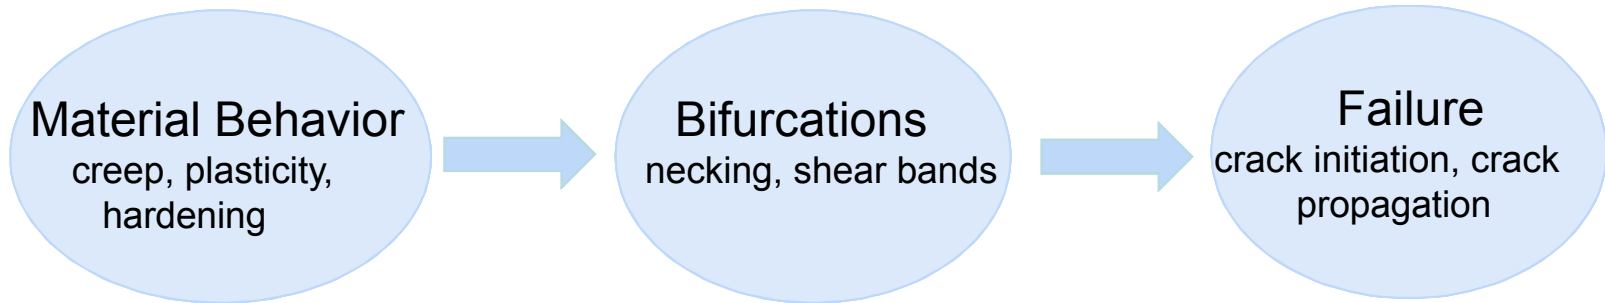 Material Behavior
creep, plasticity,
hardening
Bifurcations
necking, shear bands
Failure
crack initiation, crack
propagation